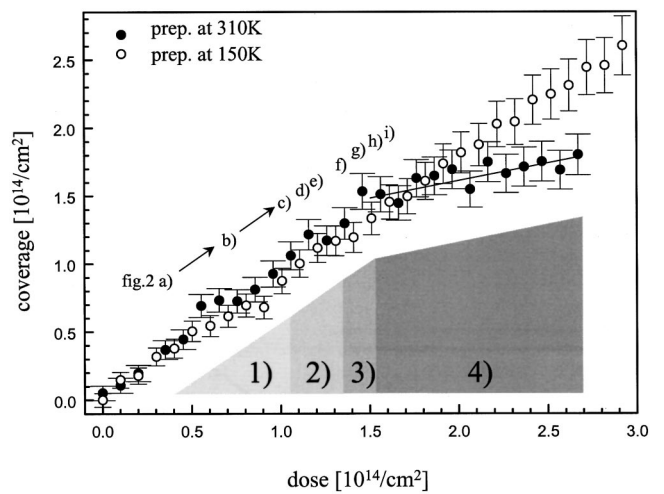 prep. at 310K
prep. at 150K
2.5
2.0
1.5
1.0
0.5
0.0
coverage [10¹⁴/cm²]
fig.2 a)
b)
c) d) e)
f) g) h) i)
1) 2) 3) 4)
0.0 0.5 1.0 1.5 2.0 2.5 3.0
dose [10¹⁴/cm²]